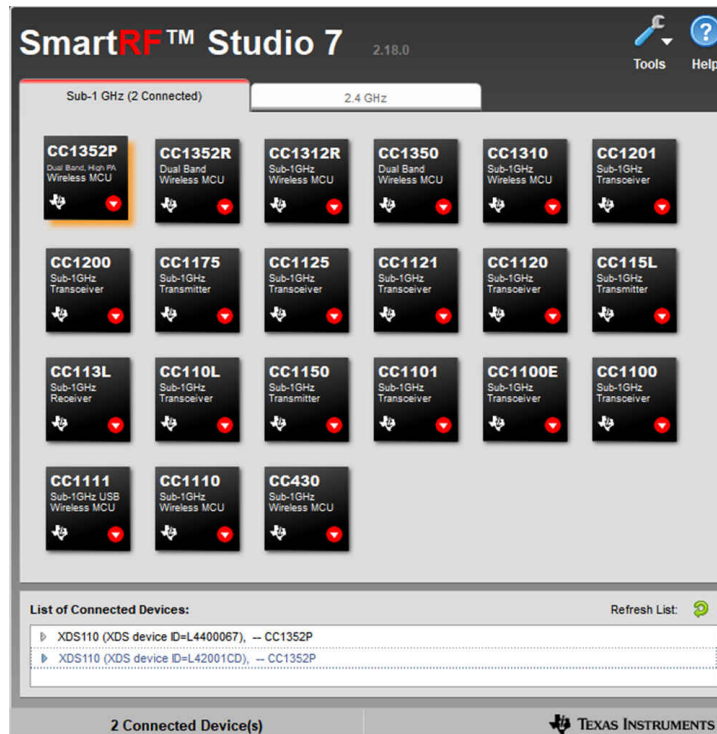 SmartRF™ Studio 7 2.18.0
Tools Help
Sub-1 GHz (2 Connected) 2.4 GHz
CC1352P
Dual Band, High PA
Wireless MCU
CC1352R
Dual Band
Wireless MCU
CC1312R
Sub-1GHz
Wireless MCU
CC1350
Dual Band
Wireless MCU
CC1310
Sub-1GHz
Wireless MCU
CC1201
Sub-1GHz
Transceiver
CC1200
Sub-1GHz
Transceiver
CC1175
Sub-1GHz
Transmitter
CC1125
Sub-1GHz
Transceiver
CC1121
Sub-1GHz
Transceiver
CC1120
Sub-1GHz
Transceiver
CC115L
Sub-1GHz
Transmitter
CC113L
Sub-1GHz
Receiver
CC110L
Sub-1GHz
Transceiver
CC1150
Sub-1GHz
Transmitter
CC1101
Sub-1GHz
Transceiver
CC1100E
Sub-1GHz
Transceiver
CC1100
Sub-1GHz
Transceiver
CC1111
Sub-1GHz USB
Wireless MCU
CC1110
Sub-1GHz
Wireless MCU
CC430
Sub-1GHz
Wireless MCU
List of Connected Devices: Refresh List:
XDS110 (XDS device ID=L4400067), -- CC1352P
XDS110 (XDS device ID=L42001CD), -- CC1352P
2 Connected Device(s) TEXAS INSTRUMENTS